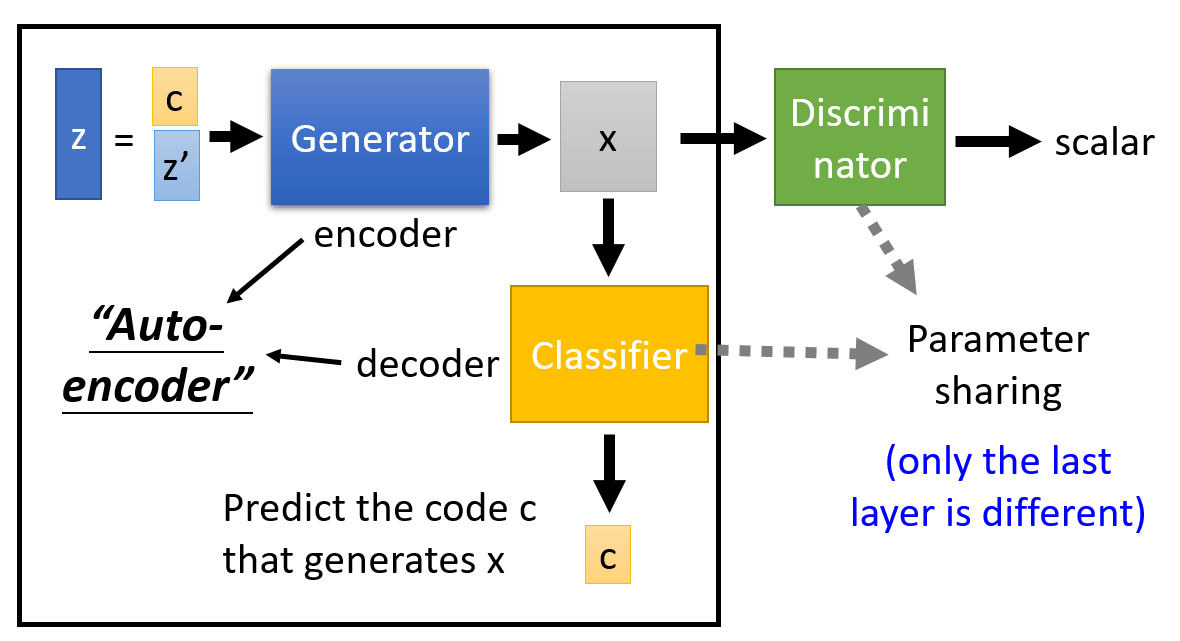 z
=
c
z’
Generator
x
Discrimi
nator
scalar
encoder
“Auto-
encoder”
decoder
Classifier
Parameter
sharing
(only the last
layer is different)
Predict the code c
that generates x
c